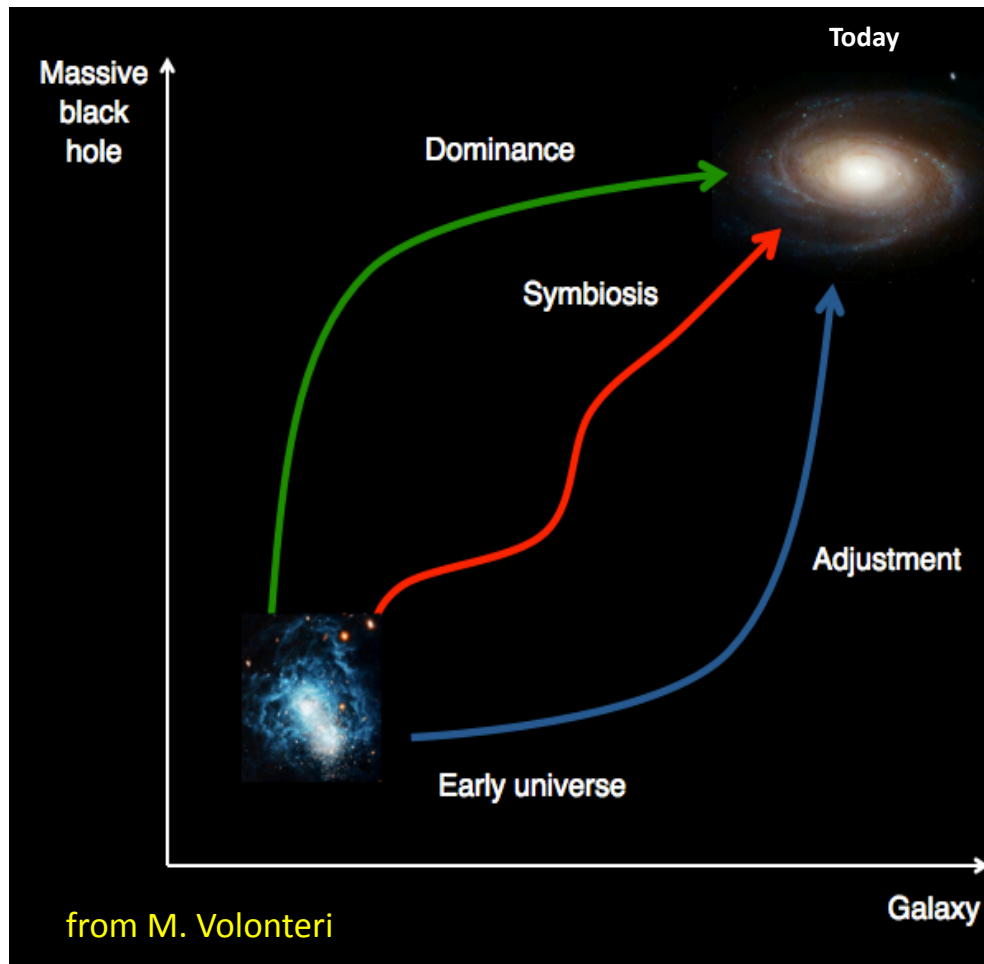 Today
Massive
black
hole
Dominance
Symbiosis
Adjustment
Early universe
Galaxy
from M. Volonteri